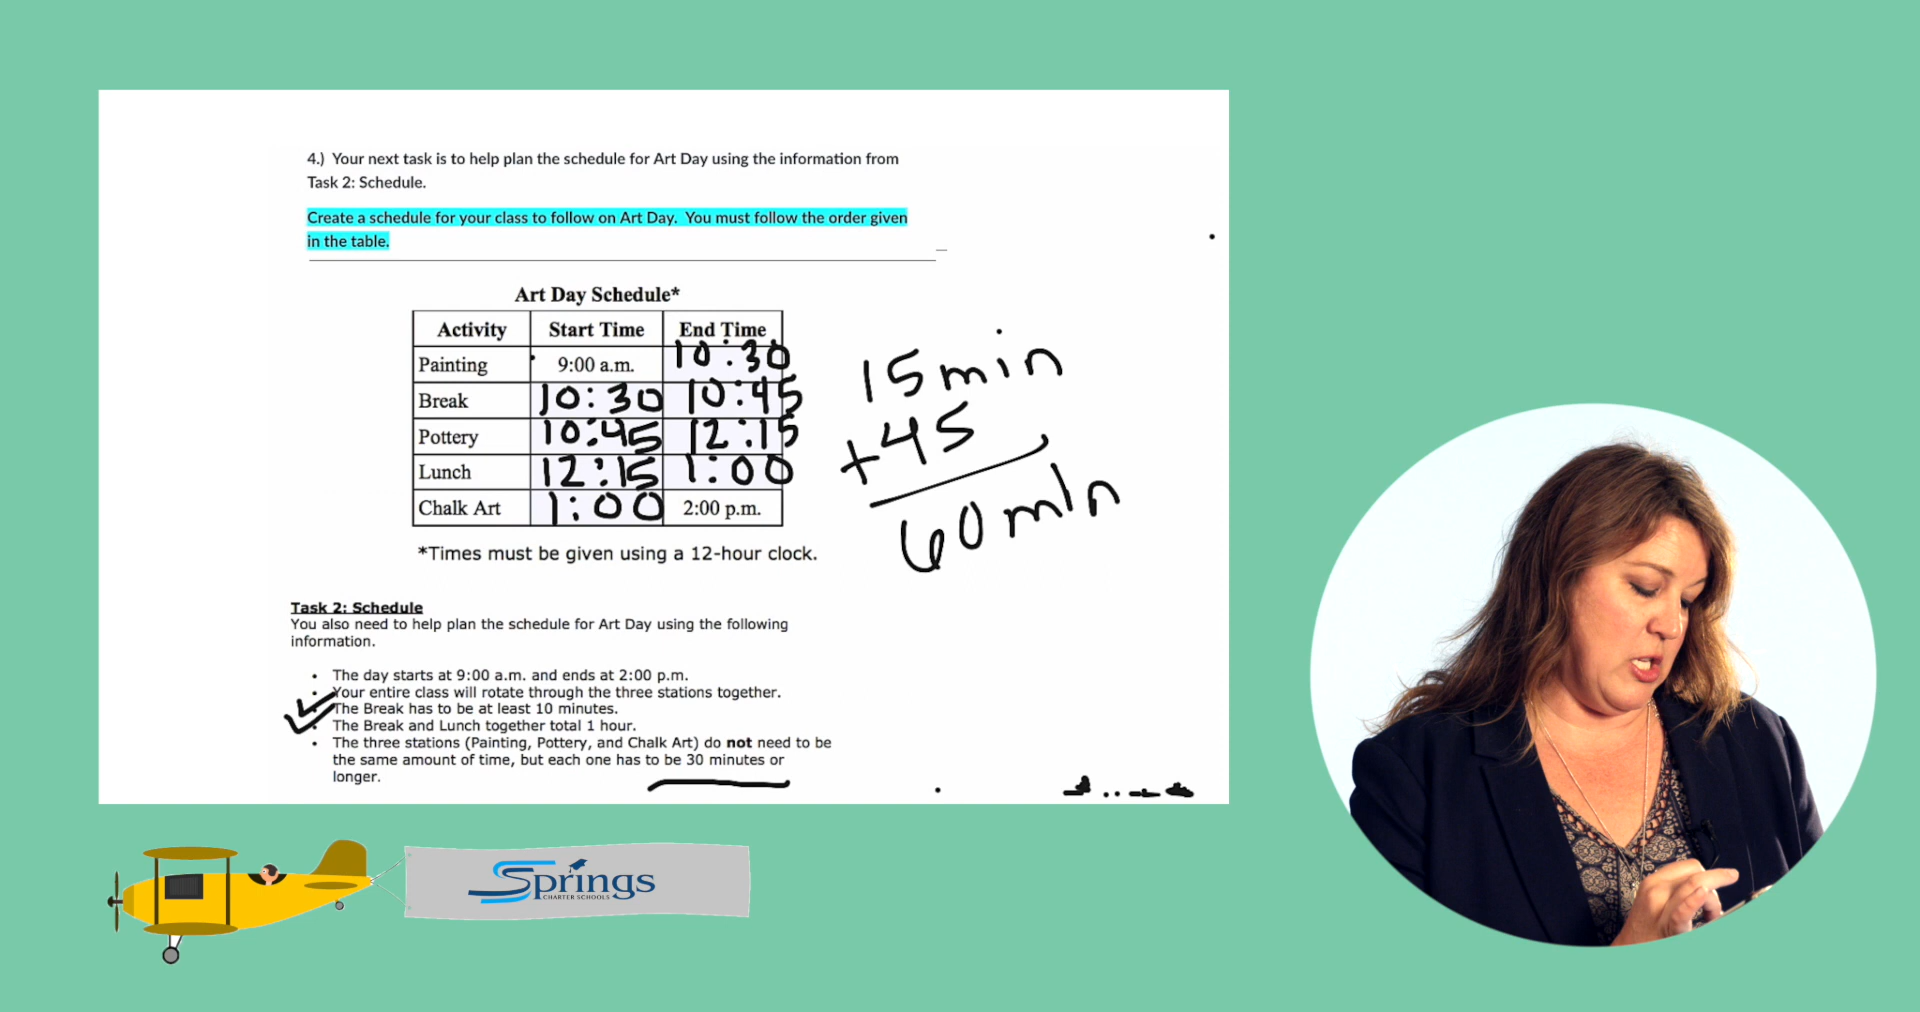 4.) Your next task is to help plan the schedule for Art Day using the information from
Task 2: Schedule.
Create a schedule for your class to follow on Art Day. You must follow the order given
in the table.
Art Day Schedule*
Activity Start Time End Time
Painting 9:00 a.m. 10:30
Break 10:30 10:45
Pottery 10:45 12:15
Lunch 12:15 1:00
Chalk Art 1:00 2:00 p.m.
*Times must be given using a 12-hour clock.
15 min
+45
60 min
Task 2: Schedule
You also need to help plan the schedule for Art Day using the following
information.
• The day starts at 9:00 a.m. and ends at 2:00 p.m.
• Your entire class will rotate through the three stations together.
• The Break has to be at least 10 minutes.
• The Break and Lunch together total 1 hour.
• The three stations (Painting, Pottery, and Chalk Art) do not need to be
the same amount of time, but each one has to be 30 minutes or
longer.
Springs
CHARTER SCHOOLS